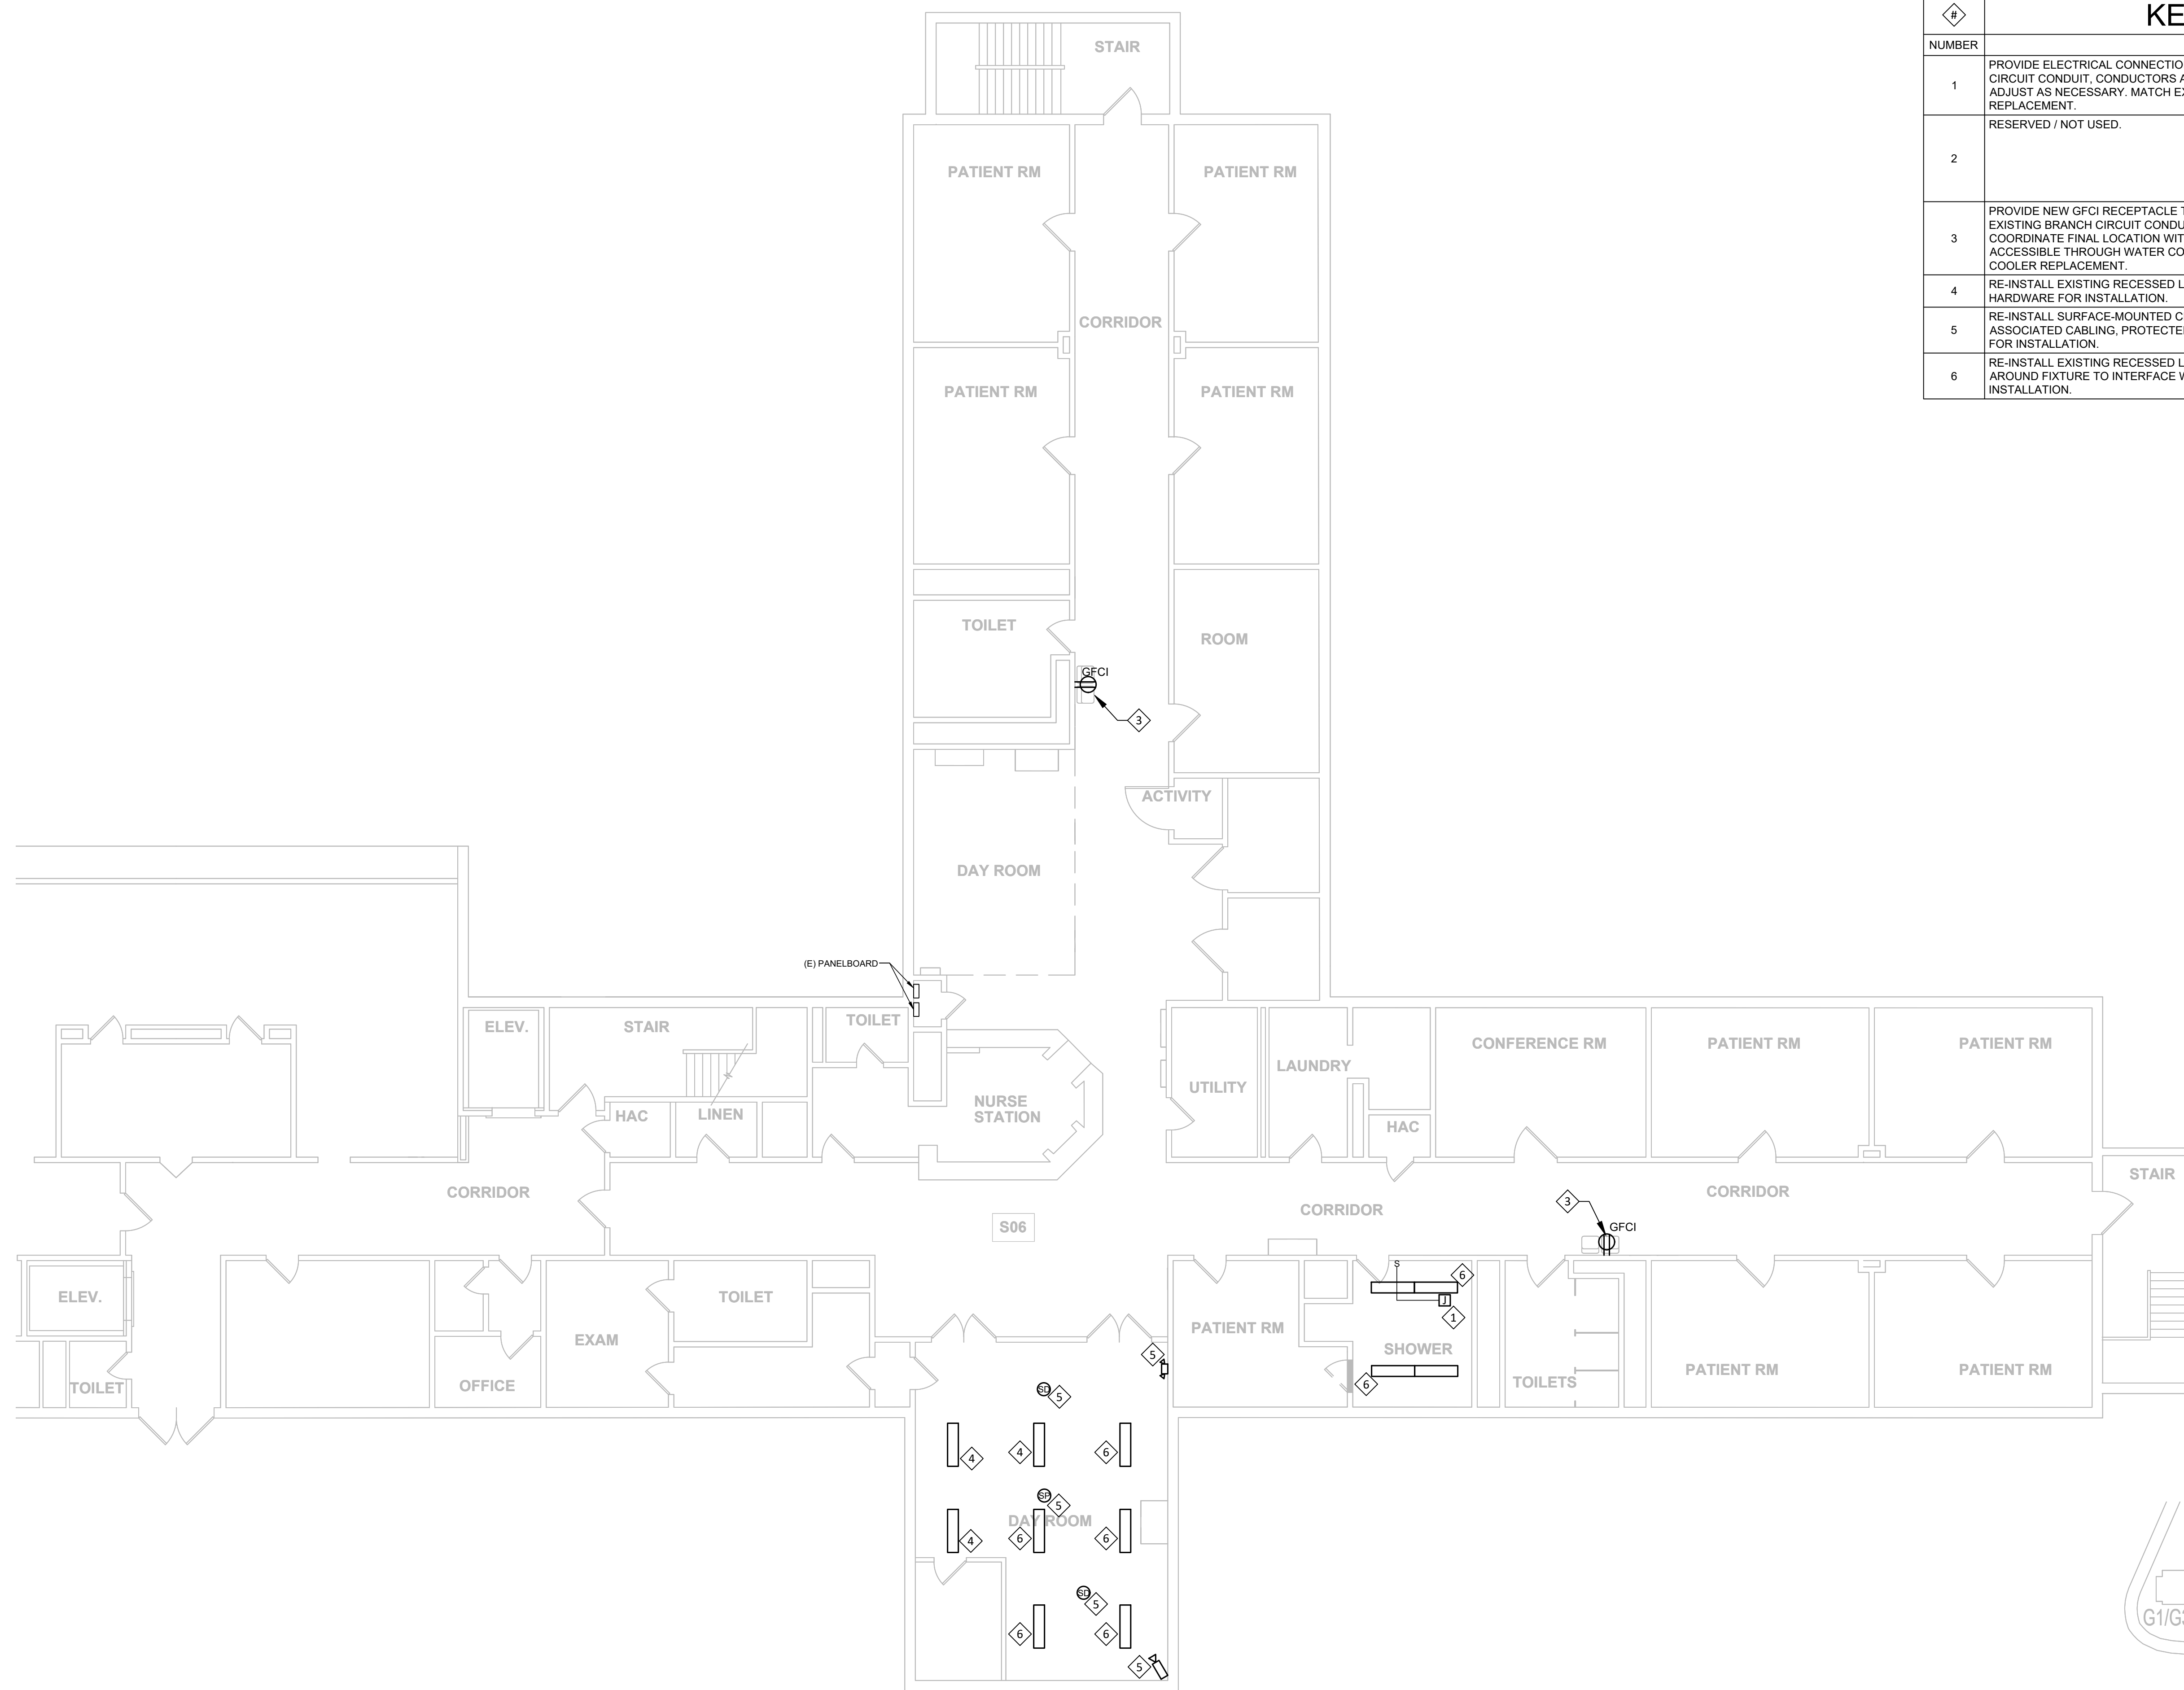 #
KE
NUMBER
1
PROVIDE ELECTRICAL CONNECTIO
CIRCUIT CONDUIT, CONDUCTORS A
ADJUST AS NECESSARY. MATCH E
REPLACEMENT.
2
RESERVED / NOT USED.
3
PROVIDE NEW GFCI RECEPTACLE
EXISTING BRANCH CIRCUIT CONDU
COORDINATE FINAL LOCATION WIT
ACCESSIBLE THROUGH WATER CO
COOLER REPLACEMENT.
4
RE-INSTALL EXISTING RECESSED L
HARDWARE FOR INSTALLATION.
5
RE-INSTALL SURFACE-MOUNTED C
ASSOCIATED CABLING, PROTECTE
FOR INSTALLATION.
6
RE-INSTALL EXISTING RECESSED L
AROUND FIXTURE TO INTERFACE W
INSTALLATION.
STAIR
PATIENT RM
PATIENT RM
CORRIDOR
PATIENT RM
PATIENT RM
TOILET
ROOM
GFCI
3
ACTIVITY
DAY ROOM
(E) PANELBOARD
ELEV.
STAIR
TOILET
CONFERENCE RM
PATIENT RM
PATIENT RM
LAUNDRY
UTILITY
NURSE
STATION
HAC
LINEN
HAC
STAIR
CORRIDOR
CORRIDOR
CORRIDOR
3
GFCI
S06
S
6
J
1
ELEV.
TOILET
EXAM
PATIENT RM
SHOWER
5
6
TOILETS
PATIENT RM
PATIENT RM
TOILET
OFFICE
SD
5
4
4
6
SP
5
DAY ROOM
4
6
6
SD
5
6
6
5
G1/G